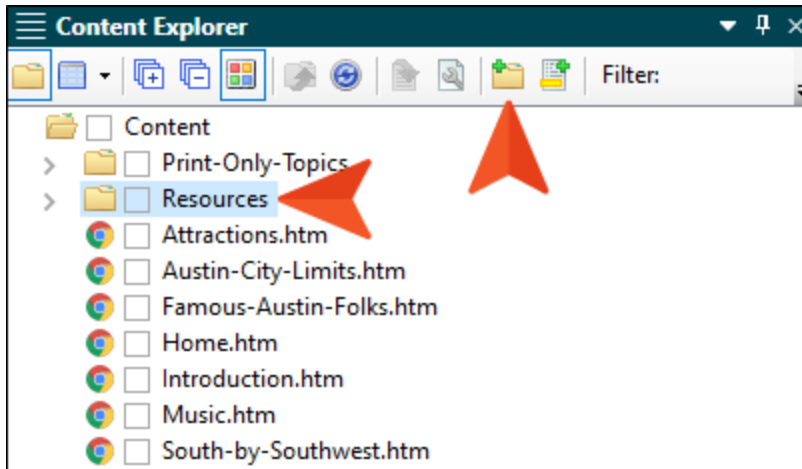 Content Explorer
Filter:
Content
Print-Only-Topics
Resources
Attractions.htm
Austin-City-Limits.htm
Famous-Austin-Folks.htm
Home.htm
Introduction.htm
Music.htm
South-by-Southwest.htm